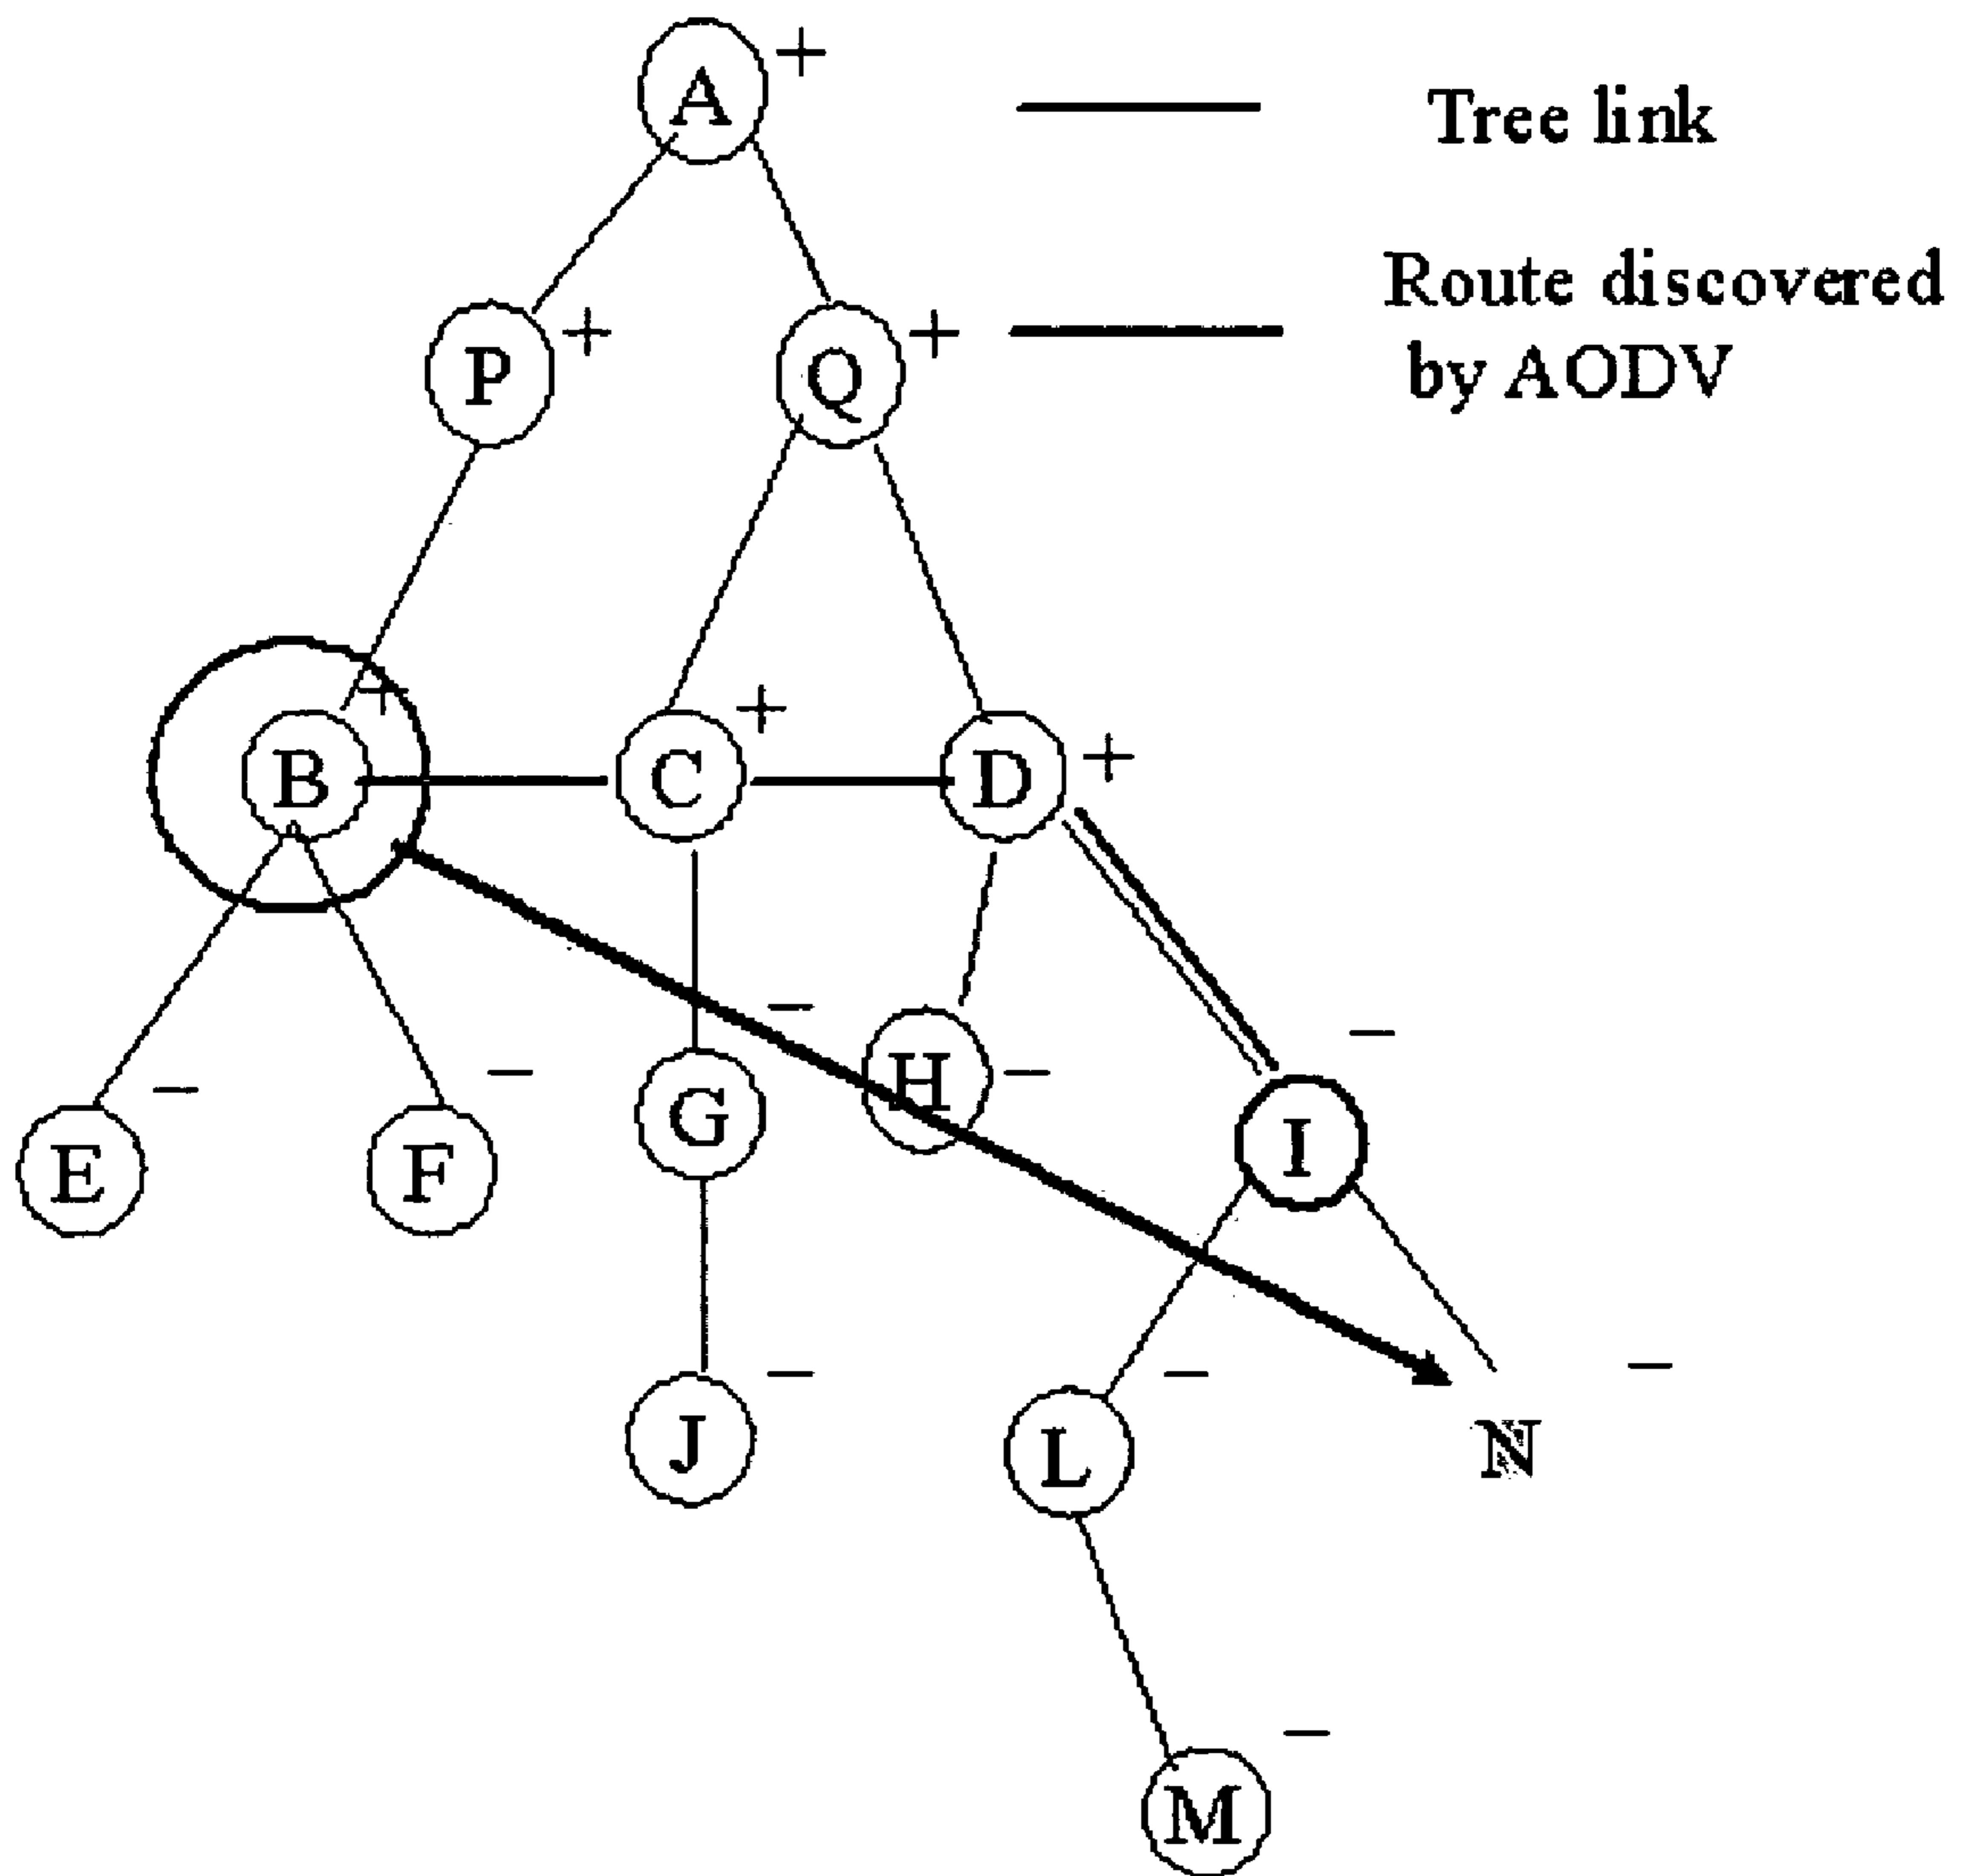 A +
Tree link
Route discovered
by AODV
P +
Q +
B +
C +
D +
E −
F −
G −
H −
I −
J −
L −
N −
M −